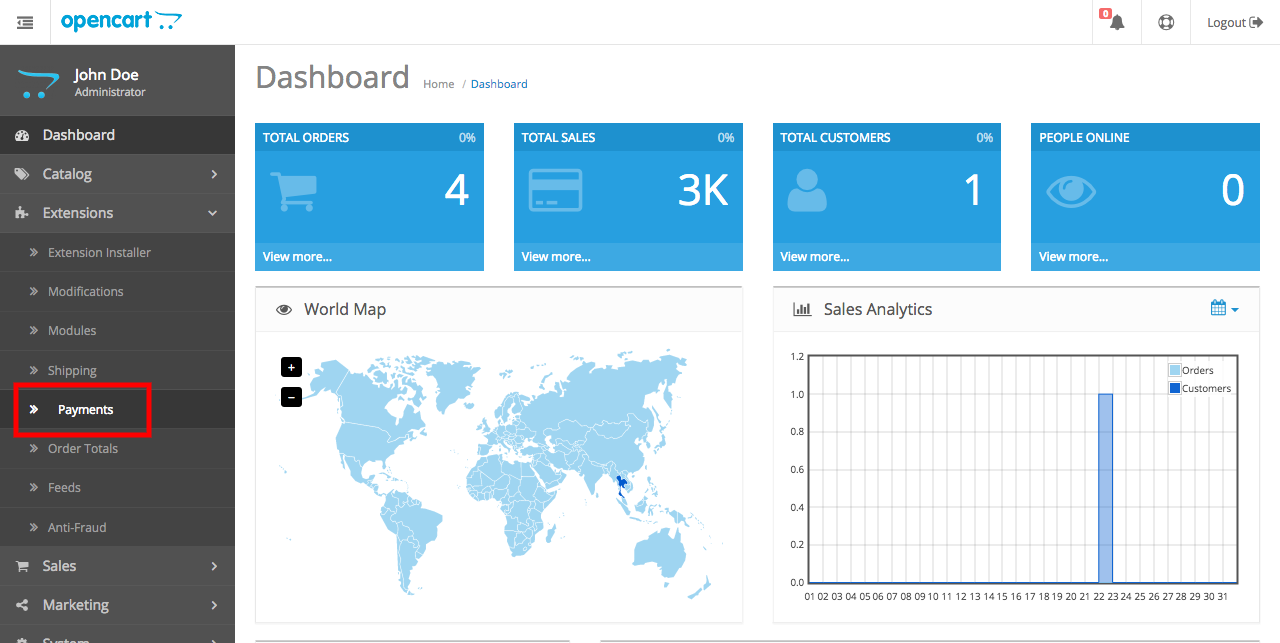 opencart
0
Logout
John Doe
Administrator
Dashboard
Catalog
Extensions
Extension Installer
Modifications
Modules
Shipping
Payments
Order Totals
Feeds
Anti-Fraud
Sales
Marketing
System
Dashboard
Home / Dashboard
TOTAL ORDERS 0%
4
View more...
TOTAL SALES 0%
3K
View more...
TOTAL CUSTOMERS 0%
1
View more...
PEOPLE ONLINE
0
View more...
World Map
+
−
Sales Analytics
Orders
Customers
1.2
1.0
0.8
0.6
0.4
0.2
0.0
01 02 03 04 05 06 07 08 09 10 11 12 13 14 15 16 17 18 19 20 21 22 23 24 25 26 27 28 29 30 31